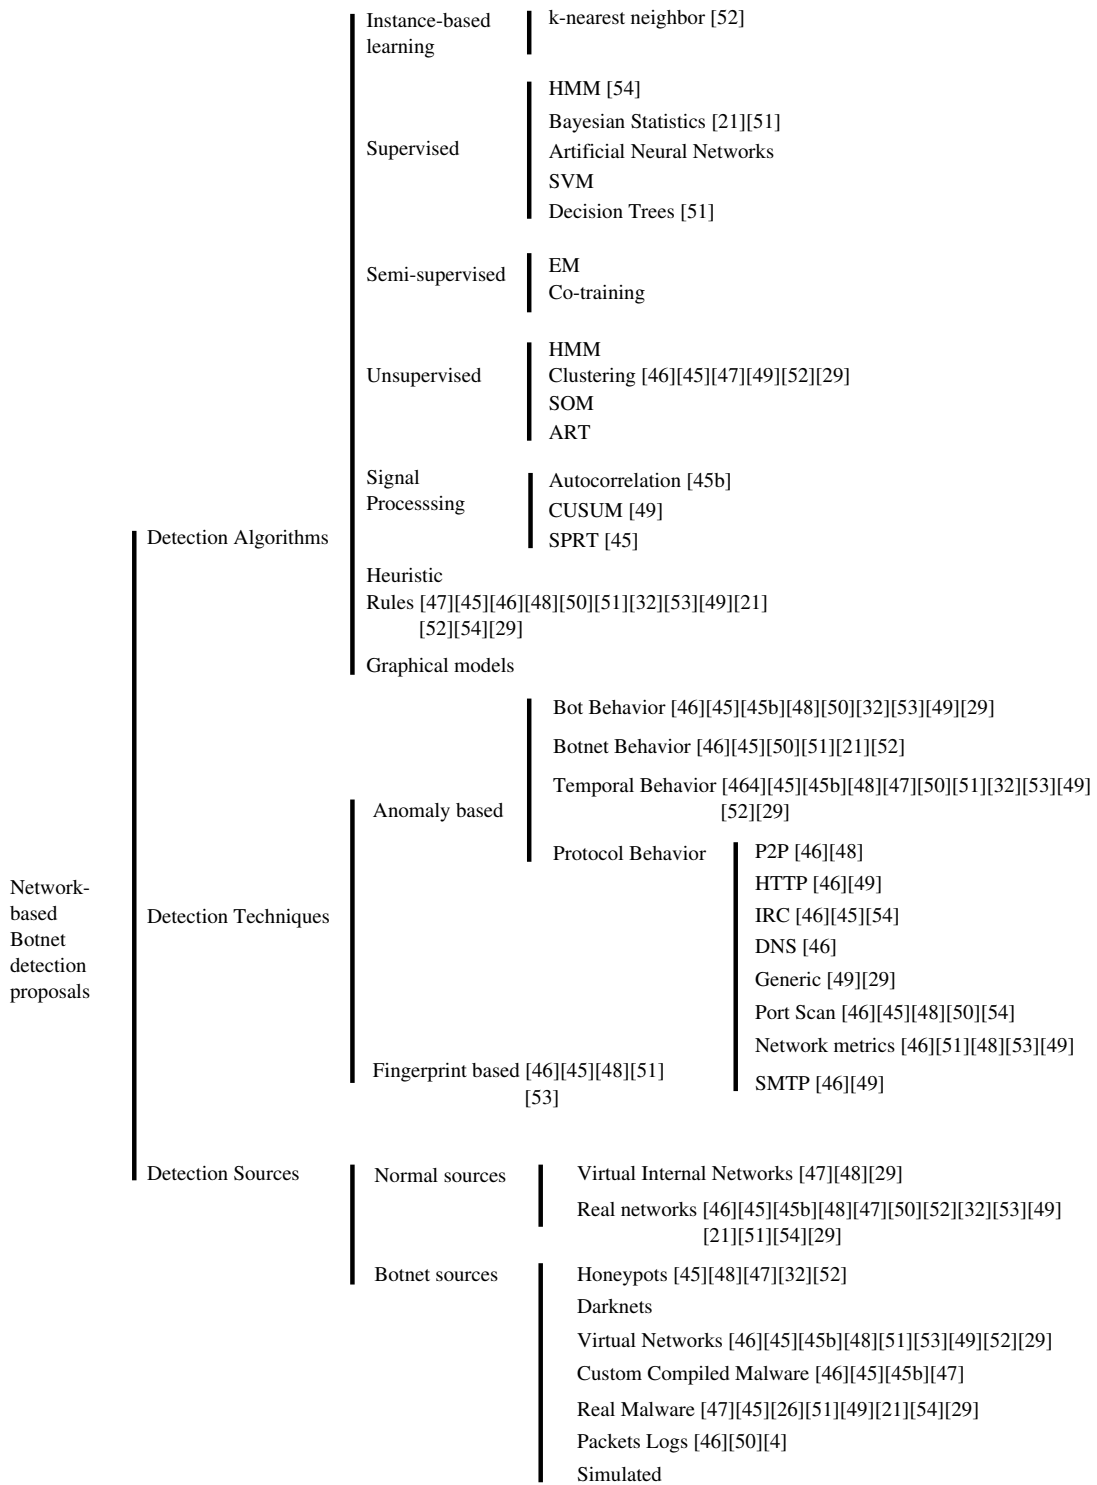 Instance-based
learning
k-nearest neighbor [52]
Supervised
HMM [54]
Bayesian Statistics [21][51]
Artificial Neural Networks
SVM
Decision Trees [51]
Semi-supervised
EM
Co-training
Unsupervised
HMM
Clustering [46][45][47][49][52][29]
SOM
ART
Signal
Processsing
Autocorrelation [45b]
CUSUM [49]
SPRT [45]
Detection Algorithms
Heuristic
Rules [47][45][46][48][50][51][32][53][49][21]
[52][54][29]
Graphical models
Network-
based
Botnet
detection
proposals
Detection Techniques
Anomaly based
Bot Behavior [46][45][45b][48][50][32][53][49][29]
Botnet Behavior [46][45][50][51][21][52]
Temporal Behavior [464][45][45b][48][47][50][51][32][53][49]
[52][29]
Protocol Behavior
P2P [46][48]
HTTP [46][49]
IRC [46][45][54]
DNS [46]
Generic [49][29]
Port Scan [46][45][48][50][54]
Network metrics [46][51][48][53][49]
SMTP [46][49]
Fingerprint based [46][45][48][51]
[53]
Detection Sources
Normal sources
Virtual Internal Networks [47][48][29]
Real networks [46][45][45b][48][47][50][52][32][53][49]
[21][51][54][29]
Botnet sources
Honeypots [45][48][47][32][52]
Darknets
Virtual Networks [46][45][45b][48][51][53][49][52][29]
Custom Compiled Malware [46][45][45b][47]
Real Malware [47][45][26][51][49][21][54][29]
Packets Logs [46][50][4]
Simulated